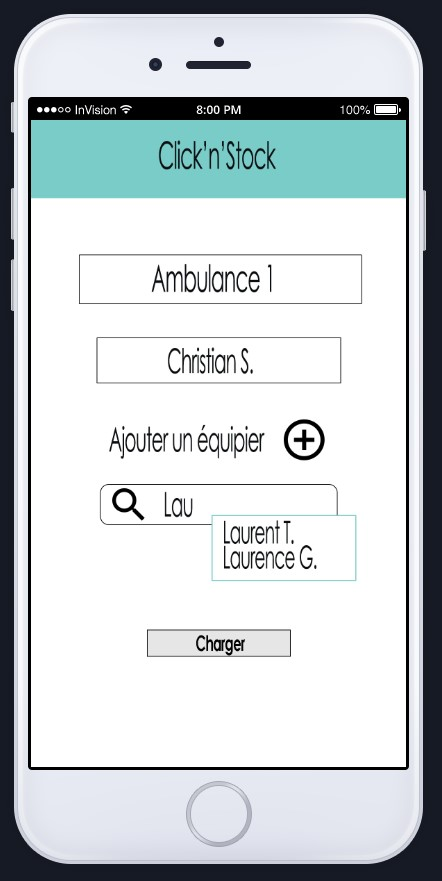 InVision 8:00 PM 100%
Click'n'Stock
Ambulance 1
Christian S.
Ajouter un équipier
Lau
Laurent T.
Laurence G.
Charger